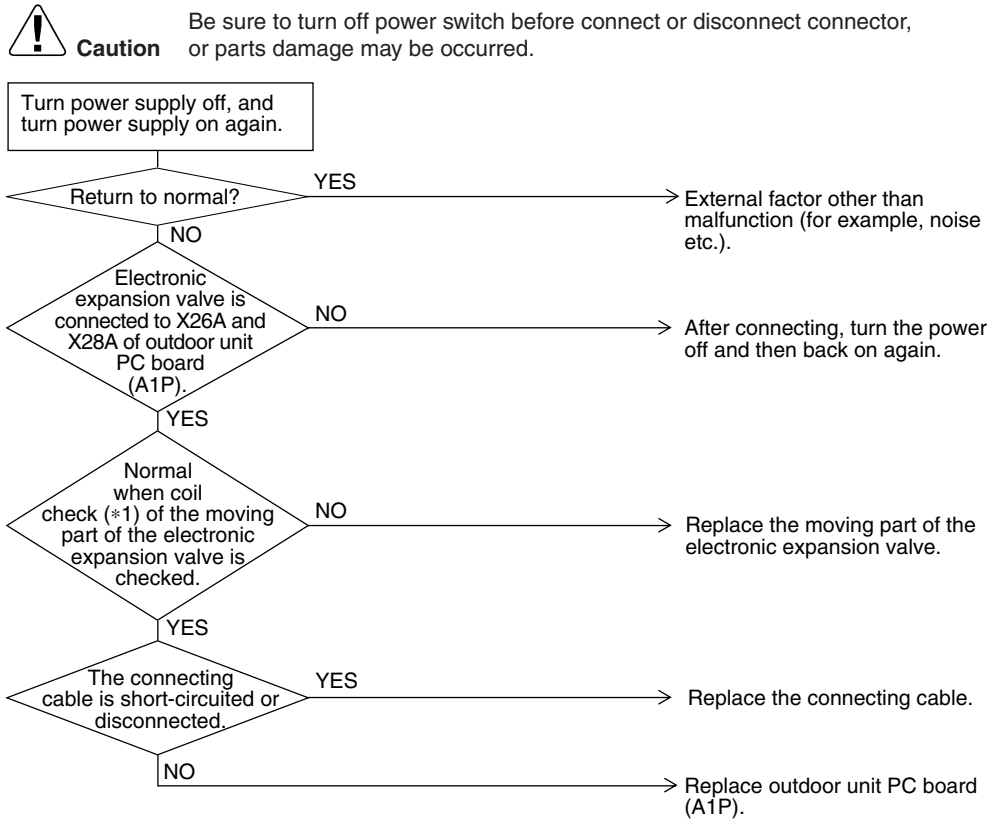 Be sure to turn off power switch before connect or disconnect connector,
Caution or parts damage may be occurred.
Turn power supply off, and
turn power supply on again.
Return to normal?
YES
External factor other than
malfunction (for example, noise
etc.).
NO
Electronic
expansion valve is
connected to X26A and
X28A of outdoor unit
PC board
(A1P).
NO
After connecting, turn the power
off and then back on again.
YES
Normal
when coil
check (*1) of the moving
part of the electronic
expansion valve is
checked.
NO
Replace the moving part of the
electronic expansion valve.
YES
The connecting
cable is short-circuited or
disconnected.
YES
Replace the connecting cable.
NO
Replace outdoor unit PC board
(A1P).